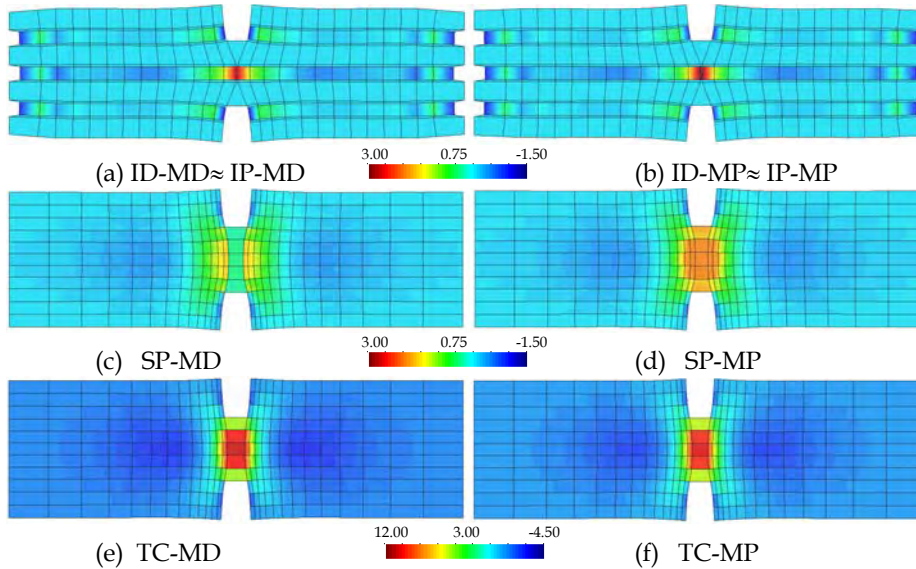 (a) ID-MD≈ IP-MD
3.00 0.75 -1.50
(b) ID-MP≈ IP-MP
(c) SP-MD
3.00 0.75 -1.50
(d) SP-MP
(e) TC-MD
12.00 3.00 -4.50
(f) TC-MP